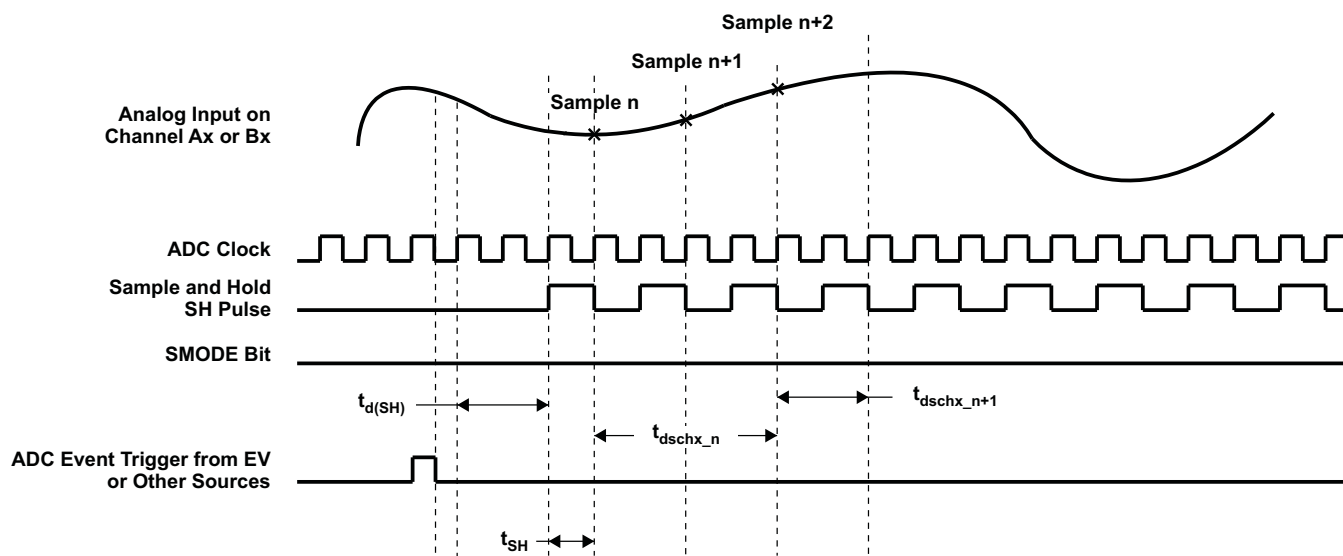 Sample n+2
Sample n+1
Sample n
Analog Input on
Channel Ax or Bx
ADC Clock
Sample and Hold
SH Pulse
SMODE Bit
td(SH)
tdschx_n+1
tdschx_n
ADC Event Trigger from EV
or Other Sources
tSH